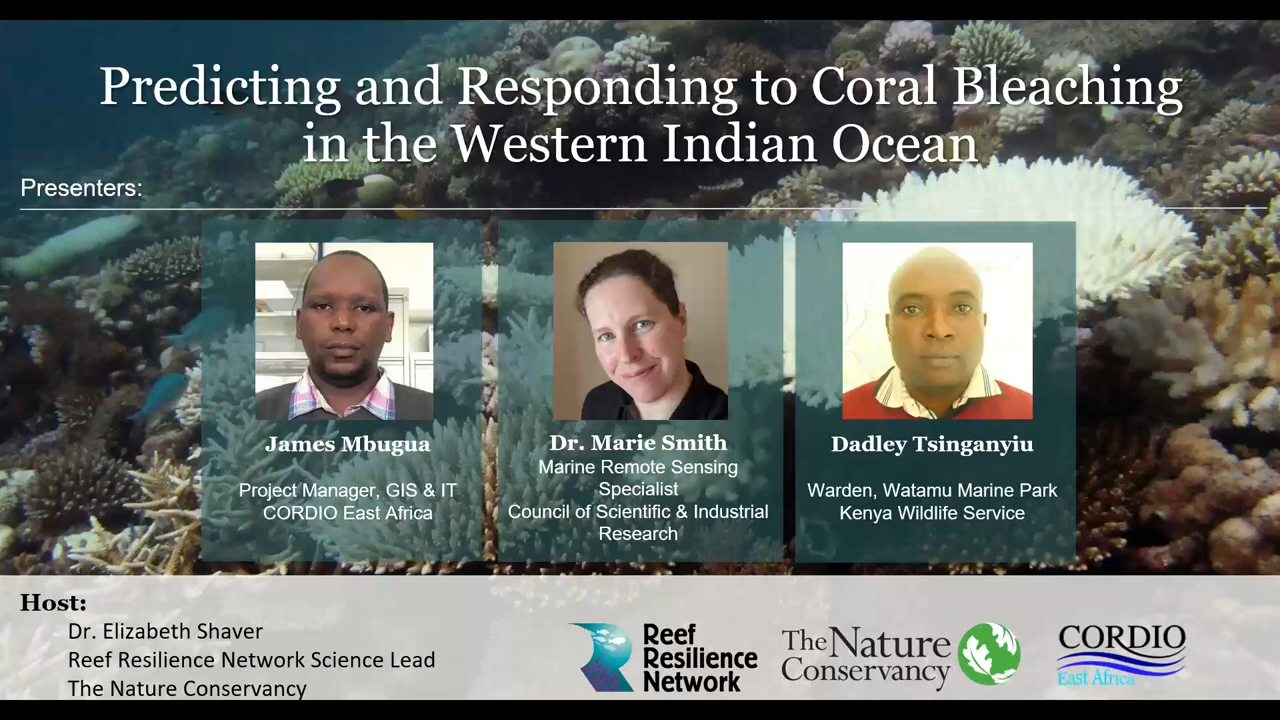 Predicting and Responding to Coral Bleaching
in the Western Indian Ocean
Presenters:
James Mbugua
Project Manager, GIS & IT
CORDIO East Africa
Dr. Marie Smith
Marine Remote Sensing
Specialist
Council of Scientific & Industrial
Research
Dadley Tsinganyiu
Warden, Watamu Marine Park
Kenya Wildlife Service
Host:
Dr. Elizabeth Shaver
Reef Resilience Network Science Lead
The Nature Conservancy
Reef
Resilience
Network
The Nature
Conservancy
CORDIO
East Africa